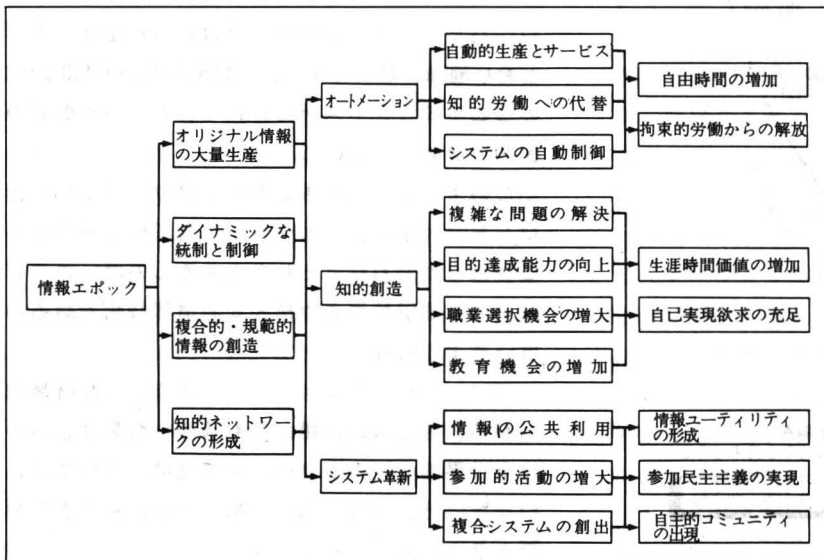 情報エポック
オリジナル情報
の大量生産
ダイナミックな
統制と制御
複合的・規範的
情報の創造
知的ネットワー
クの形成
オートメーション
知的創造
システム革新
自動的生産とサービス
知的労働への代替
システムの自動制御
複雑な問題の解決
目的達成能力の向上
職業選択機会の増大
教育機会の増加
情報の公共利用
参加的活動の増大
複合システムの創出
自由時間の増加
拘束的労働からの解放
生涯時間価値の増加
自己実現欲求の充足
情報ユーティリティ
の形成
参加民主主義の実現
自主的コミュニティ
の出現